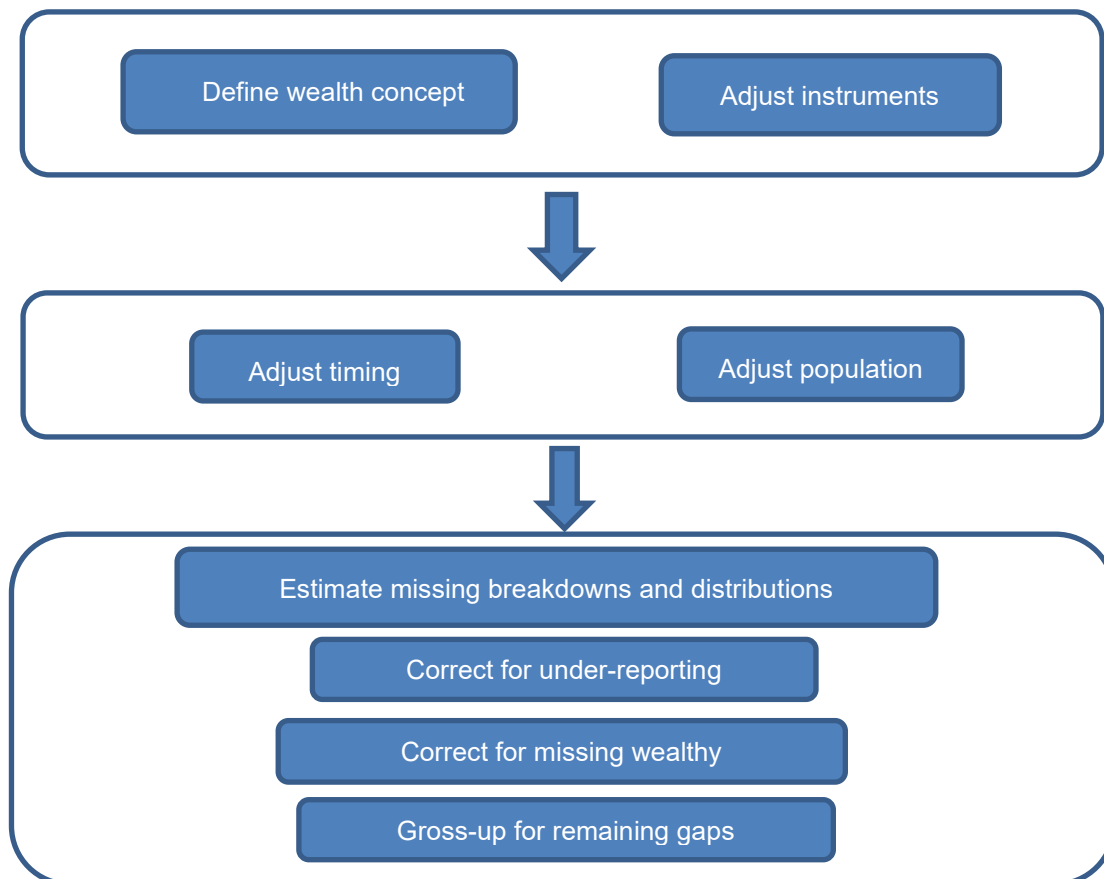 Define wealth concept
Adjust instruments
Adjust timing
Adjust population
Estimate missing breakdowns and distributions
Correct for under-reporting
Correct for missing wealthy
Gross-up for remaining gaps